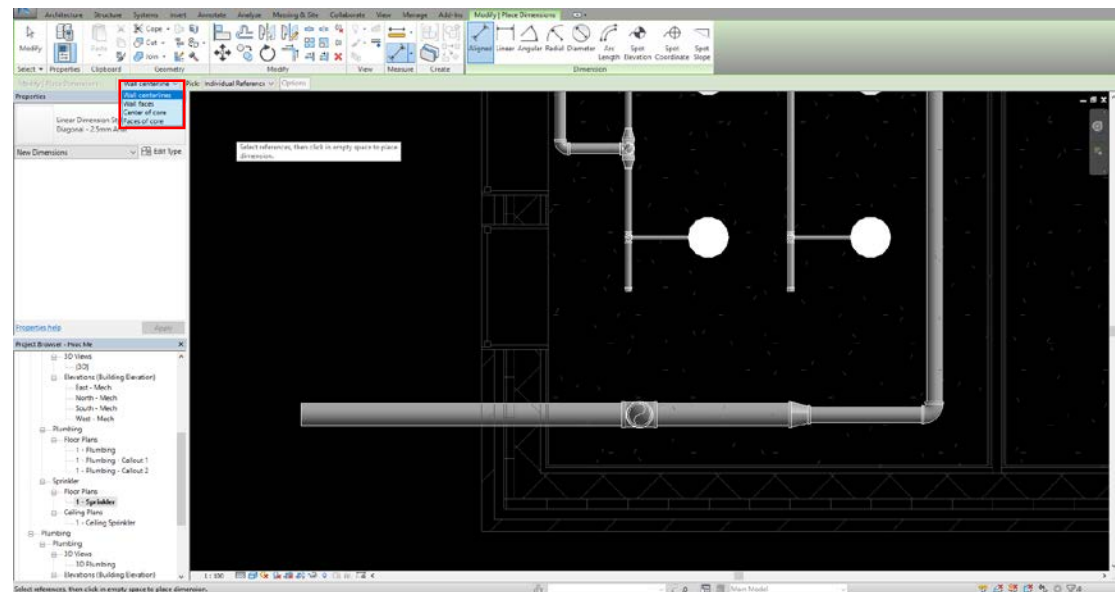 Architecture Structure Systems Insert Annotate Analyze Massing & Site Collaborate View Manage Add-Ins Modify | Place Dimensions
Modify
Cope
Cut
Join
Aligned Linear Angular Radial Diameter Arc Length Spot Elevation Spot Coordinate Spot Slope
Select Properties Clipboard Geometry Modify View Measure Create Dimension
Modify | Place Dimensions Wall centerlines Pick: Individual References Options
Wall centerlines
Wall faces
Center of core
Faces of core
Properties
Linear Dimension
Diagonal - 2.5mm
New Dimensions Edit Type
Select references, then click in empty space to place dimension.
Properties help Apply
Project Browser -
3D Views
{3D}
Elevations (Building Elevation)
East - Mech
North - Mech
South - Mech
West - Mech
Plumbing
Floor Plans
1 - Plumbing
1 - Plumbing - Callout 1
1 - Plumbing - Callout 2
Sprinkler
Floor Plans
1 - Sprinkler
Ceiling Plans
1 - Ceiling Sprinkler
Plumbing
Plumbing
3D Views
3D Plumbing
Elevations (Building Elevation)
1 : 100
Select references, then click in empty space to place dimension.
Main Model